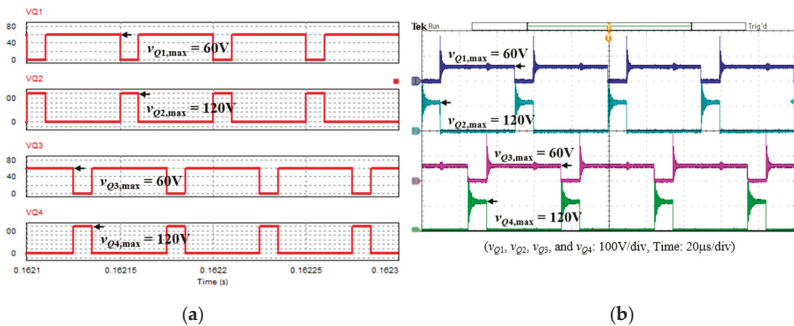 VQ1
80
40
0
vQ1,max = 60V
VQ2
00
0
vQ2,max = 120V
VQ3
80
40
0
vQ3,max = 60V
VQ4
00
0
vQ4,max = 120V
0.1621 0.16215 0.1622 0.16225 0.1623
Time (s)
(a)
Tek Run Trig'd
vQ1,max = 60V
vQ2,max = 120V
vQ3,max = 60V
vQ4,max = 120V
(vQ1, vQ2, vQ3, and vQ4: 100V/div, Time: 20μs/div)
(b)